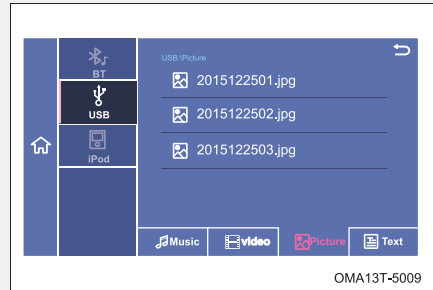 BT
USB
iPod
USB:\Picture
2015122501.jpg
2015122502.jpg
2015122503.jpg
Music
video
Picture
Text
OMA13T-5009